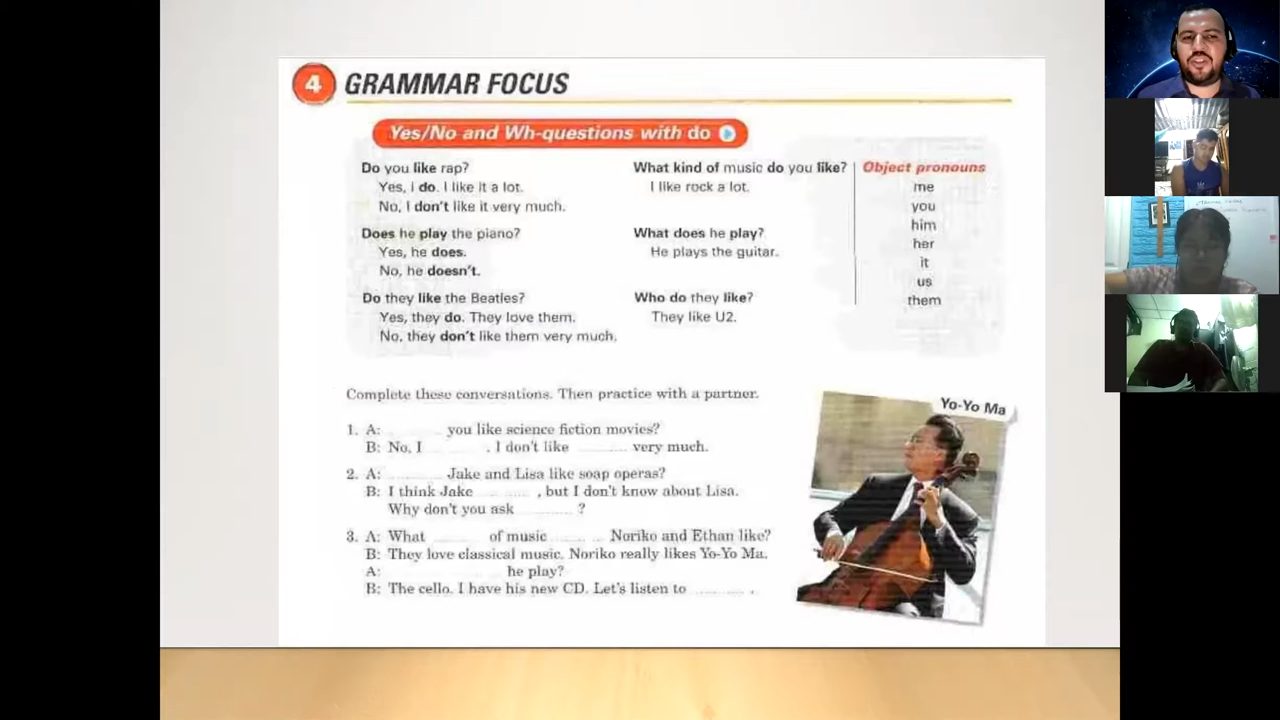 4 GRAMMAR FOCUS
Yes/No and Wh-questions with do
Do you like rap?
Yes, I do. I like it a lot.
No, I don't like it very much.
Does he play the piano?
Yes, he does.
No, he doesn't.
Do they like the Beatles?
Yes, they do. They love them.
No, they don't like them very much.
What kind of music do you like?
I like rock a lot.
What does he play?
He plays the guitar.
Who do they like?
They like U2.
Object pronouns
me
you
him
her
it
us
them
Complete these conversations. Then practice with a partner.
1. A: ........ you like science fiction movies?
B: No, I ........ . I don't like ........ very much.
2. A: ........ Jake and Lisa like soap operas?
B: I think Jake ........ , but I don't know about Lisa.
Why don't you ask ........ ?
3. A: What ........ of music ........ Noriko and Ethan like?
B: They love classical music. Noriko really likes Yo-Yo Ma.
A: ........ he play?
B: The cello. I have his new CD. Let's listen to ........ .
Yo-Yo Ma